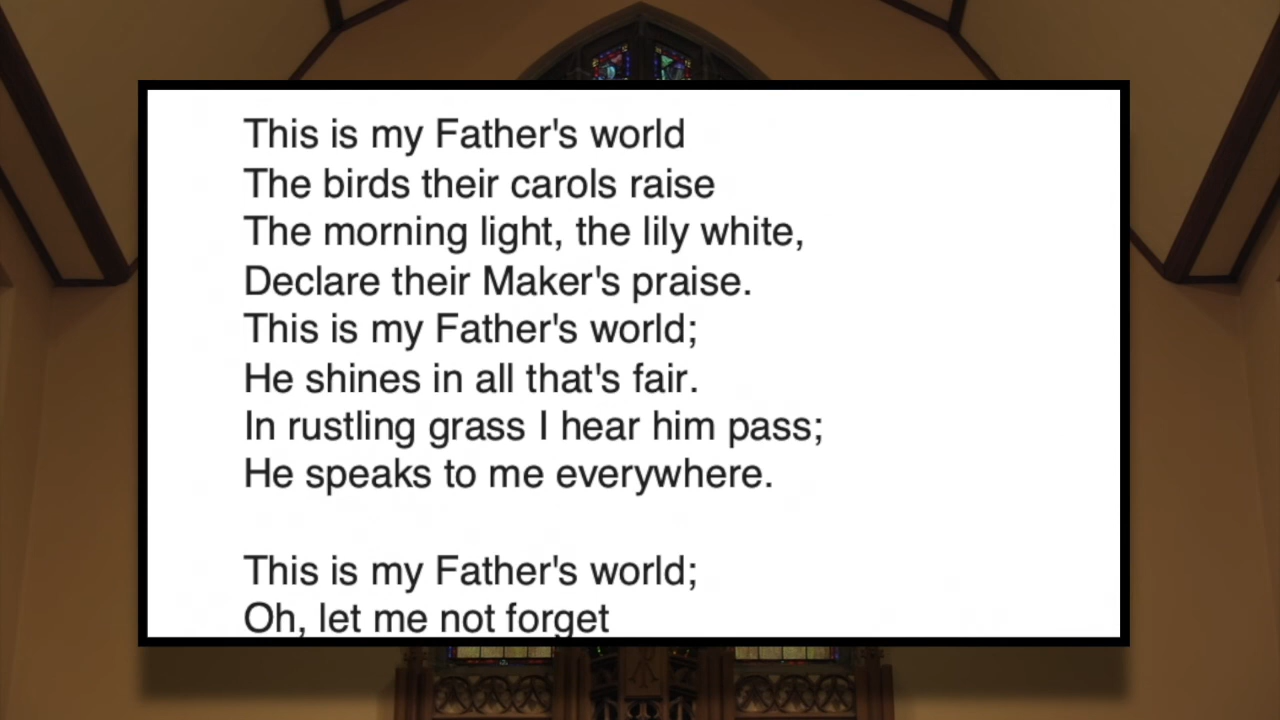 This is my Father's world
The birds their carols raise
The morning light, the lily white,
Declare their Maker's praise.
This is my Father's world;
He shines in all that's fair.
In rustling grass I hear him pass;
He speaks to me everywhere.

This is my Father's world;
Oh, let me not forget